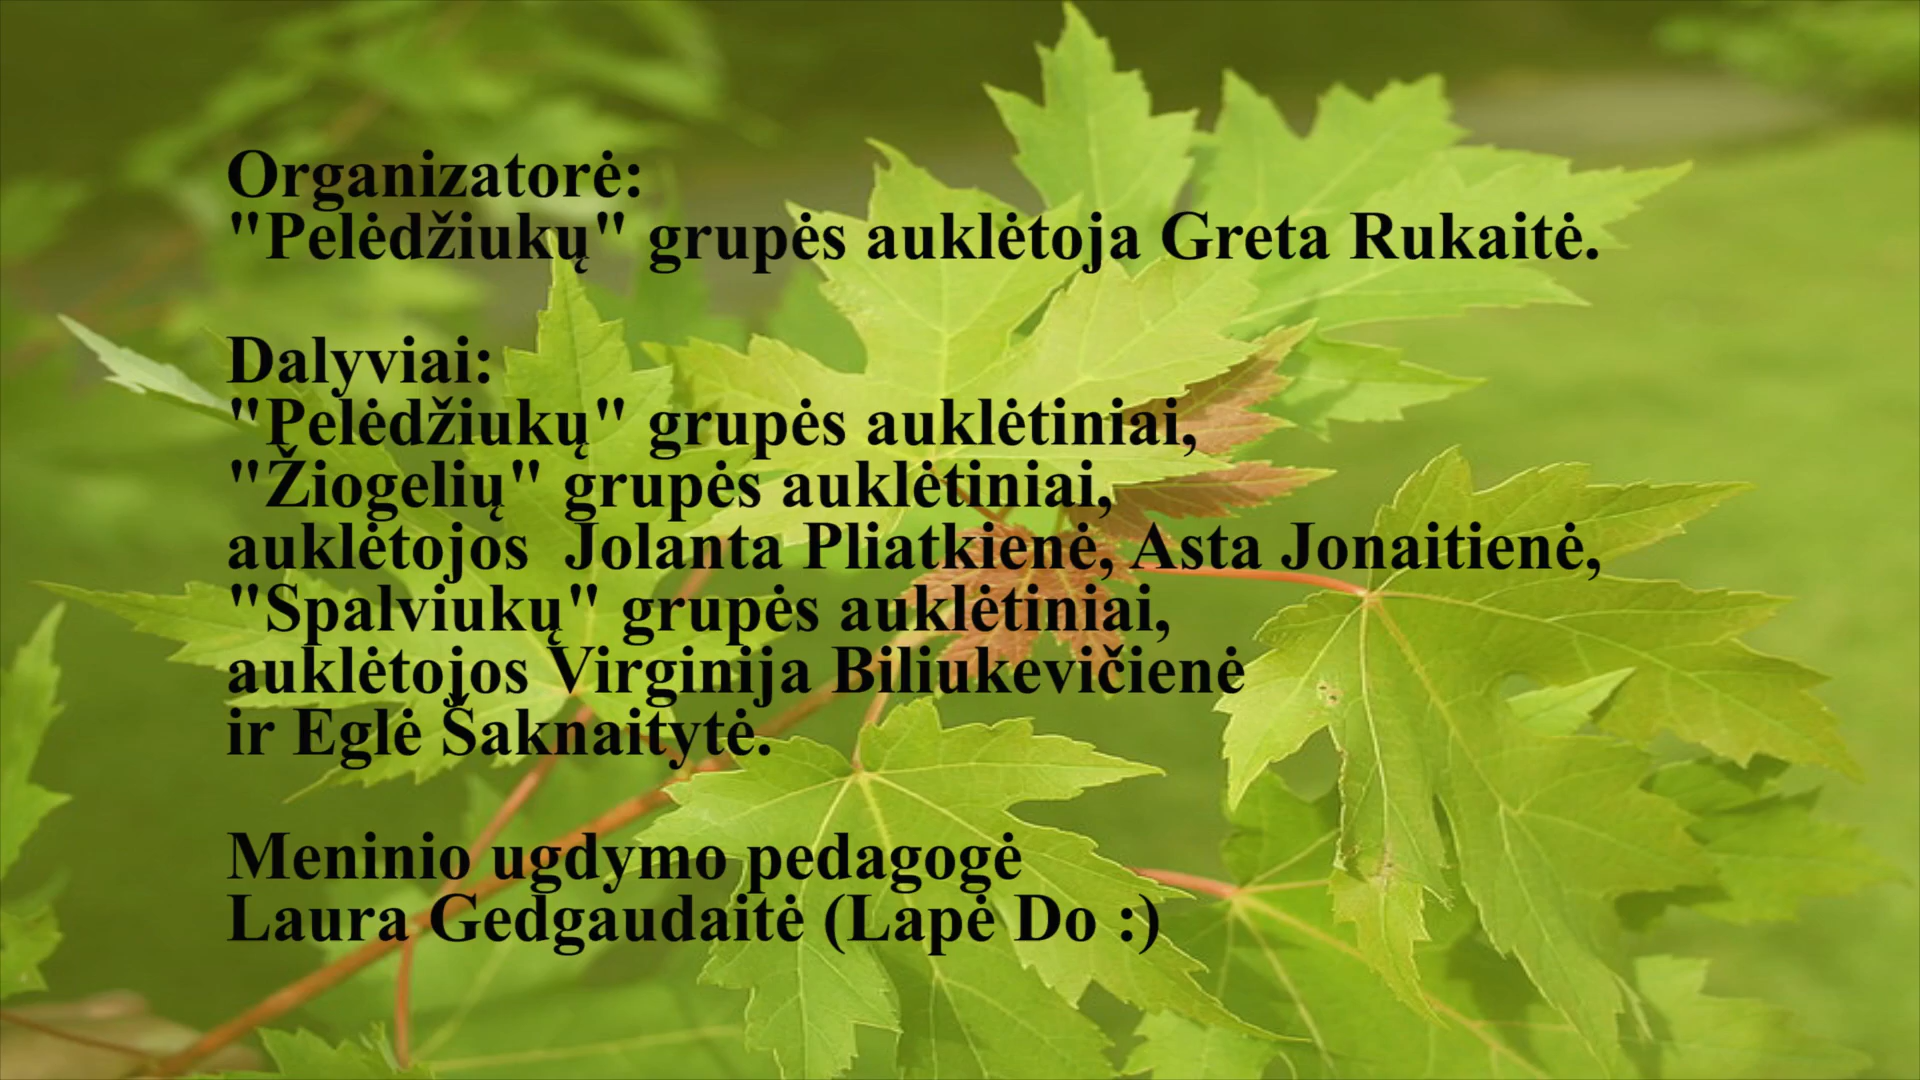 Organizatorė:
"Pelėdžiukų" grupės auklėtoja Greta Rukaitė.
Dalyviai:
"Pelėdžiukų" grupės auklėtiniai,
"Žiogelių" grupės auklėtiniai,
auklėtojos  Jolanta Pliatkienė, Asta Jonaitienė,
"Spalviukų" grupės auklėtiniai,
auklėtojos Virginija Biliukevičienė
ir Eglė Šaknaitytė.
Meninio ugdymo pedagogė
Laura Gedgaudaitė (Lapė Do :)